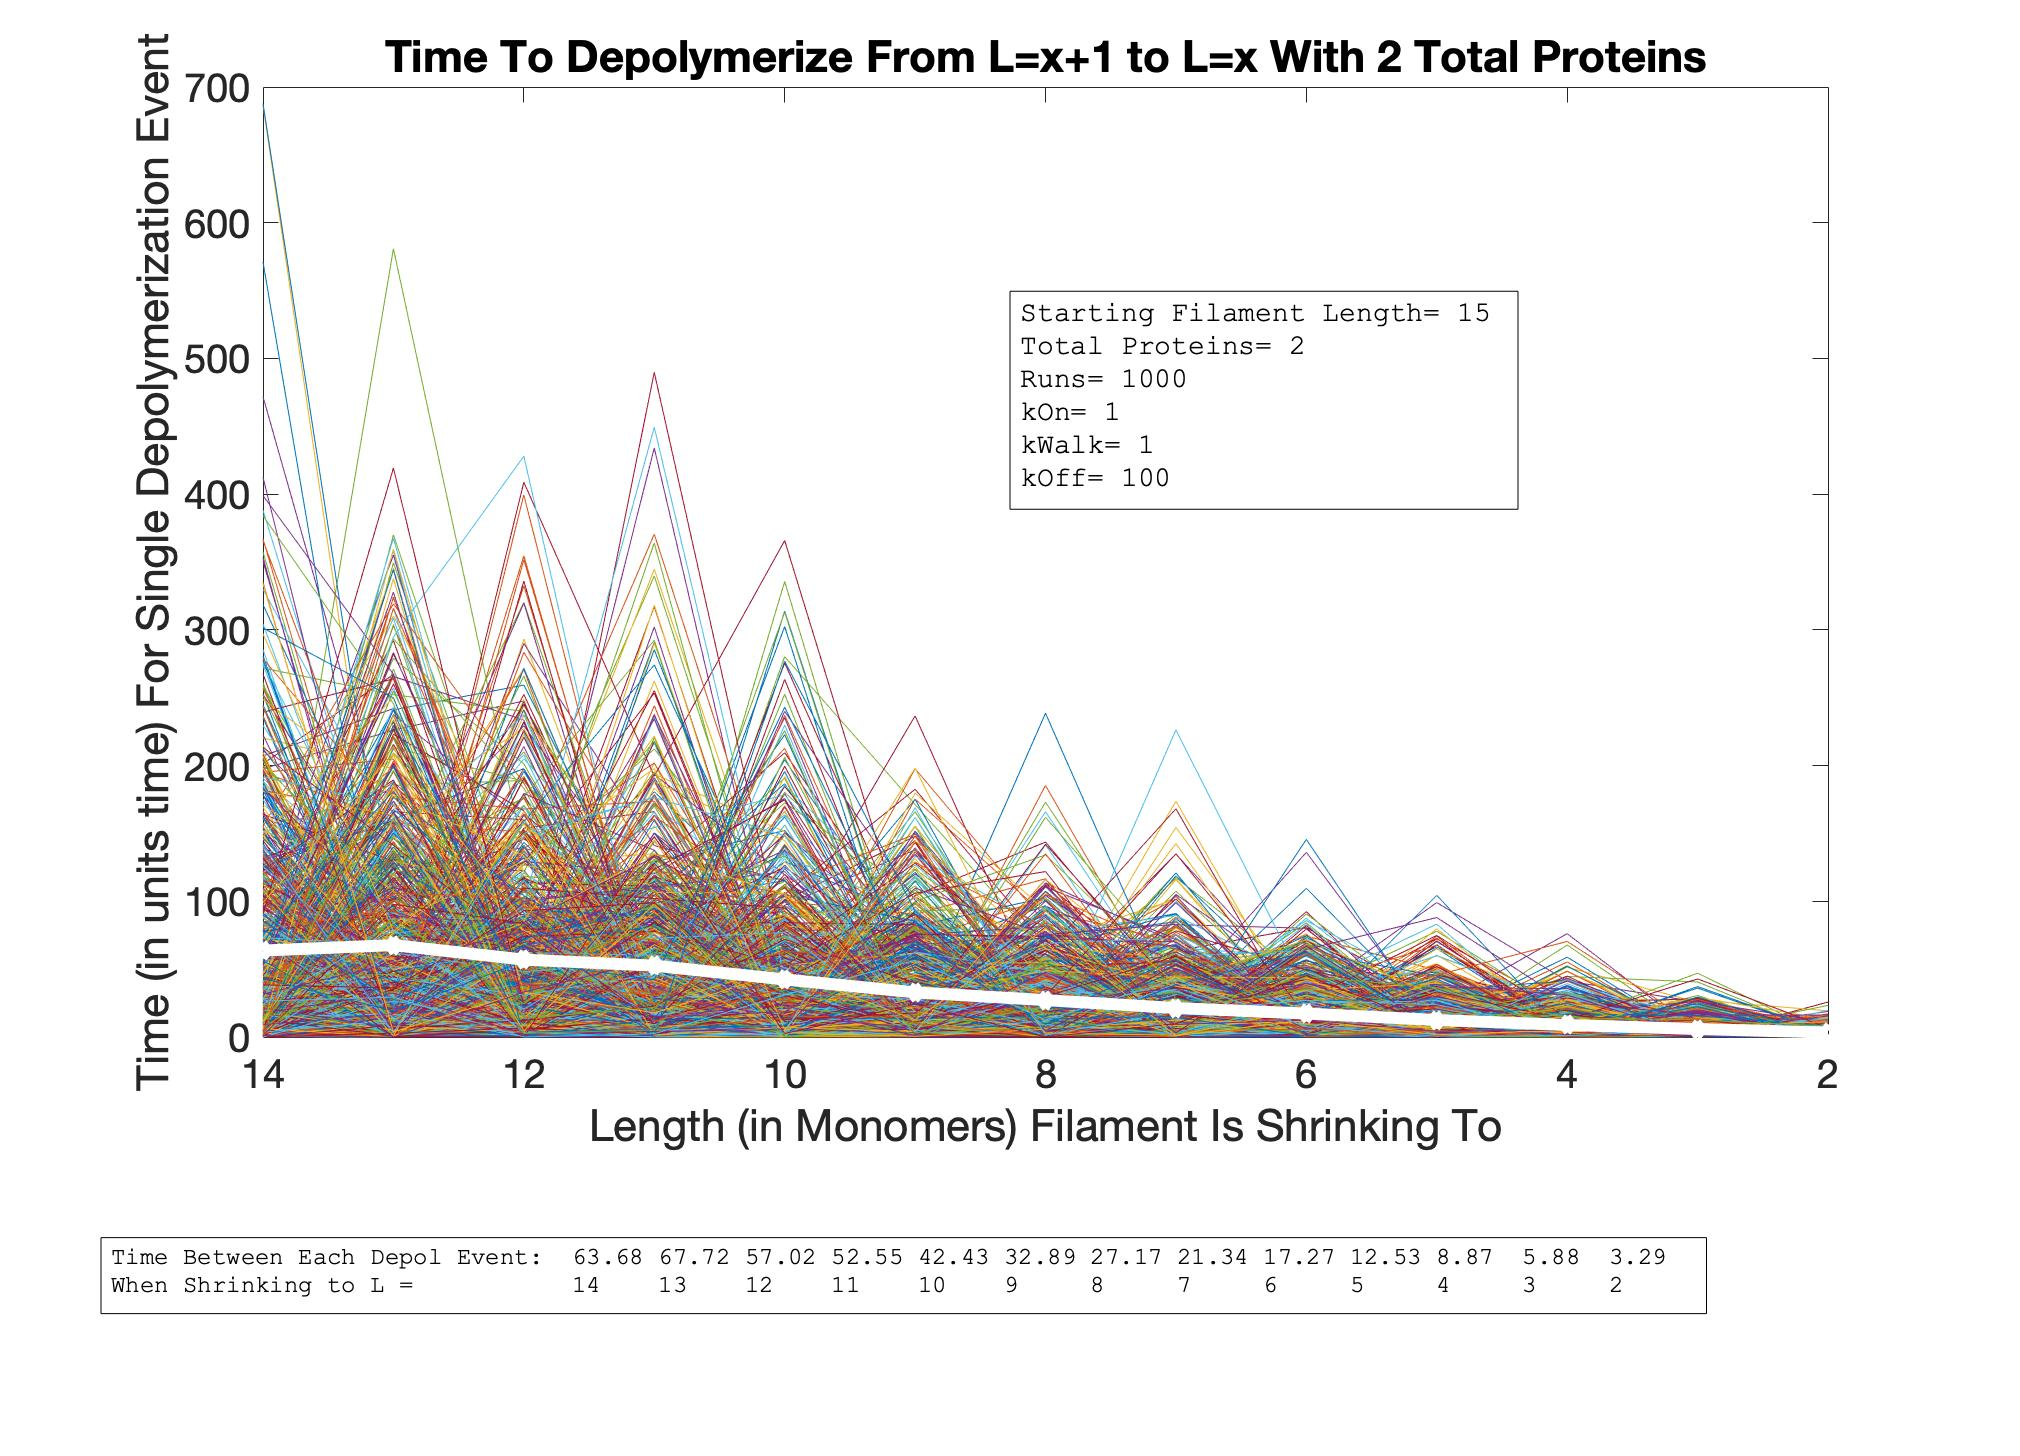 Time To Depolymerize From L=x+1 to L=x With 2 Total Proteins
Time (in units time) For Single Depolymerization Event
700
600
500
400
300
200
100
0
Starting Filament Length= 15
Total Proteins= 2
Runs= 1000
kOn= 1
kWalk= 1
kOff= 100
14 12 10 8 6 4 2
Length (in Monomers) Filament Is Shrinking To
Time Between Each Depol Event: 63.68 67.72 57.02 52.55 42.43 32.89 27.17 21.34 17.27 12.53 8.87 5.88 3.29
When Shrinking to L = 14 13 12 11 10 9 8 7 6 5 4 3 2